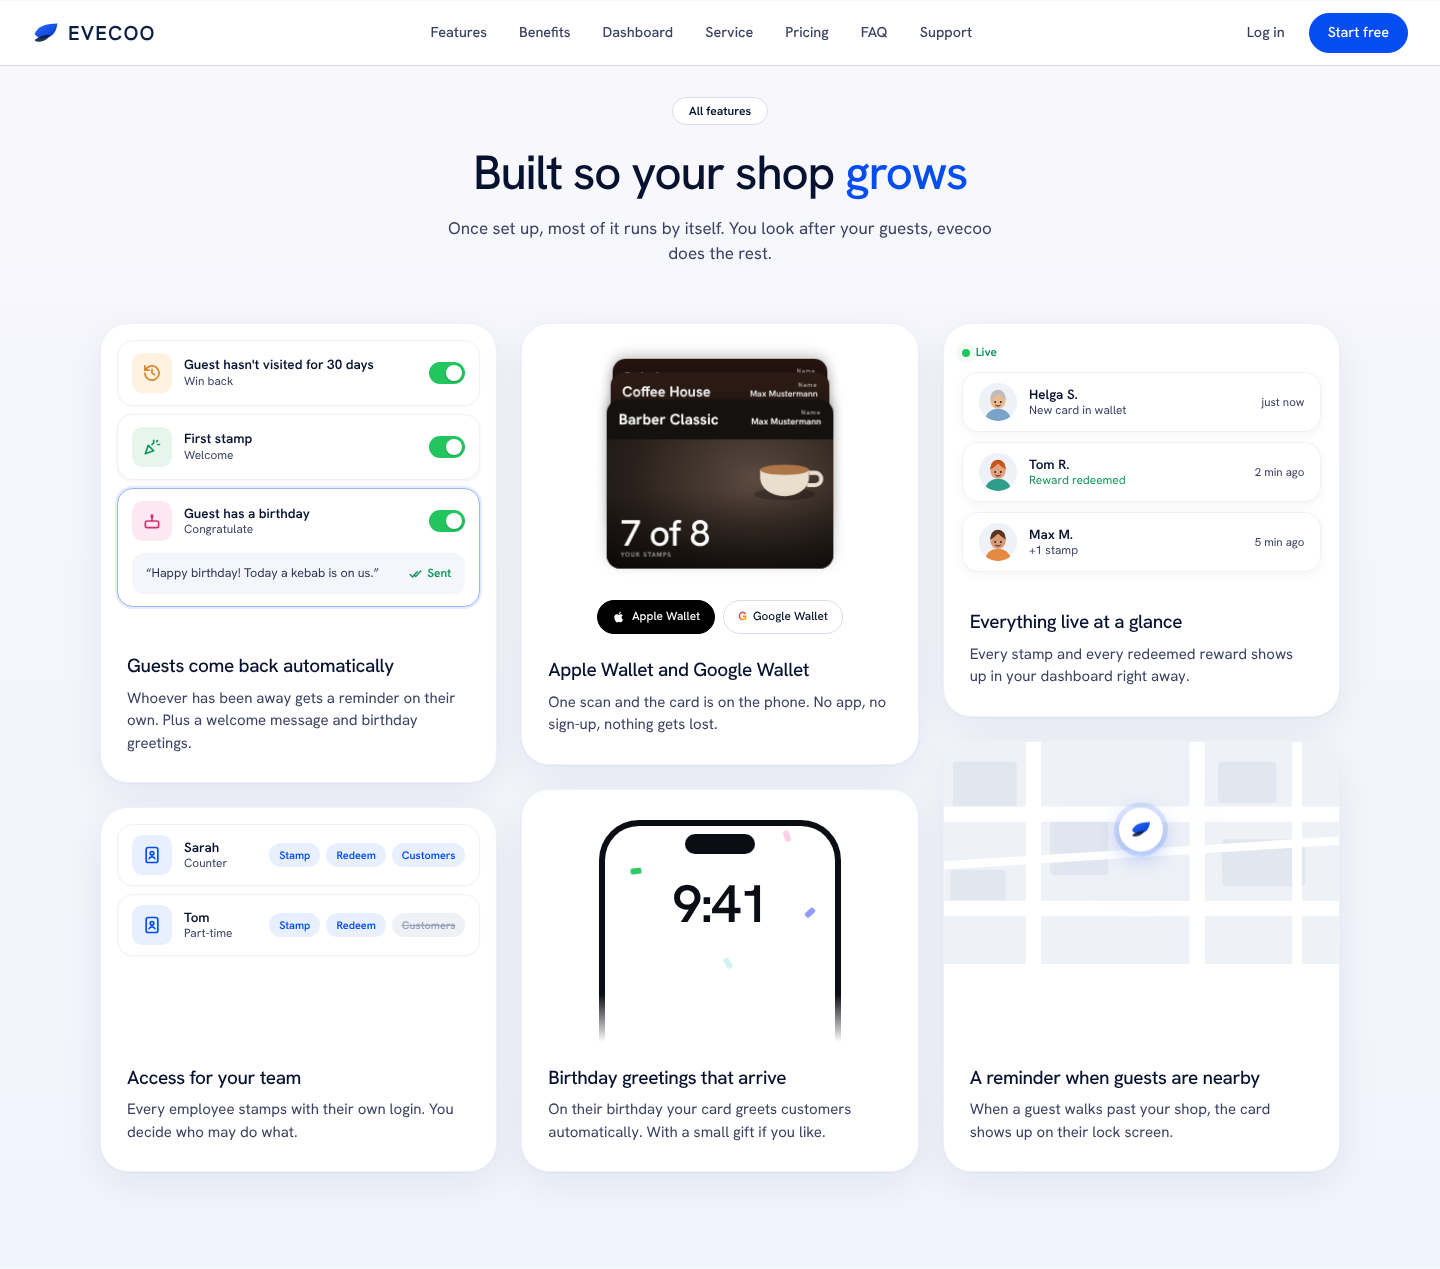 EVECOO
Features
Benefits
Dashboard
Service
Pricing
FAQ
Support
Log in
Start free
All features
Built so your shop grows
Once set up, most of it runs by itself. You look after your guests, evecoo
does the rest.
Guest hasn't visited for 30 days
Win back
First stamp
Welcome
Guest has a birthday
Congratulate
“Happy birthday! Today a kebab is on us.”
Sent
Guests come back automatically
Whoever has been away gets a reminder on their
own. Plus a welcome message and birthday
greetings.
Name
Coffee House
Name
Max Mustermann
Barber Classic
Name
Max Mustermann
7 of 8
YOUR STAMPS
Apple Wallet
G Google Wallet
Apple Wallet and Google Wallet
One scan and the card is on the phone. No app, no
sign-up, nothing gets lost.
Live
Helga S.
New card in wallet
just now
Tom R.
Reward redeemed
2 min ago
Max M.
+1 stamp
5 min ago
Everything live at a glance
Every stamp and every redeemed reward shows
up in your dashboard right away.
Sarah
Counter
Stamp
Redeem
Customers
Tom
Part-time
Stamp
Redeem
Customers
Access for your team
Every employee stamps with their own login. You
decide who may do what.
9:41
Birthday greetings that arrive
On their birthday your card greets customers
automatically. With a small gift if you like.
A reminder when guests are nearby
When a guest walks past your shop, the card
shows up on their lock screen.